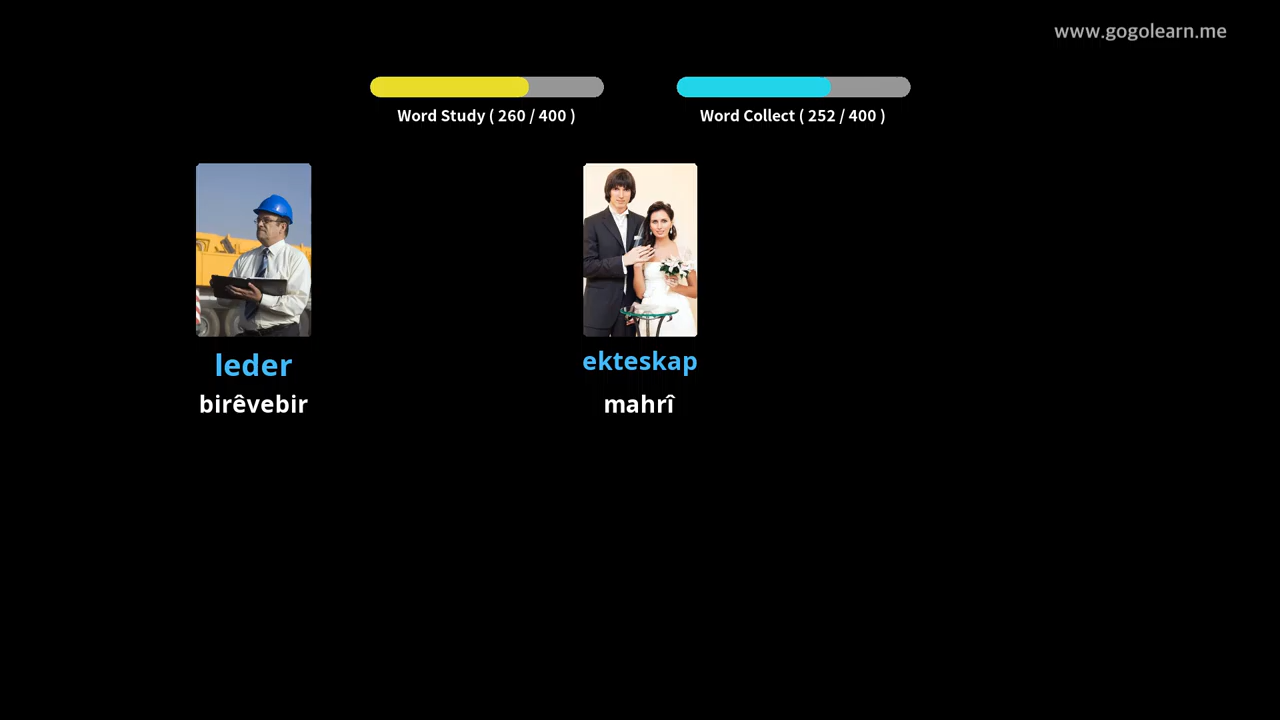 www.gogolearn.me
Word Study ( 260 / 400 )
Word Collect ( 252 / 400 )
leder
ekteskap
birêvebir
mahrî